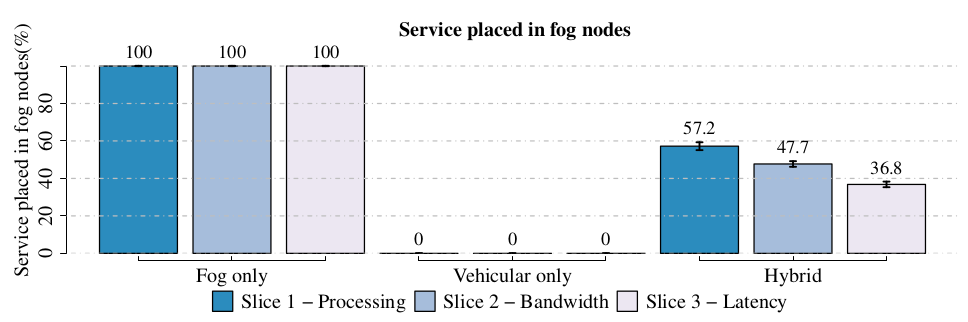 Service placed in fog nodes
Service placed in fog nodes(%)
0
20
40
60
80
100
100
100
0
0
0
57.2
47.7
36.8
Fog only
Vehicular only
Hybrid
Slice 1 – Processing
Slice 2 – Bandwidth
Slice 3 – Latency